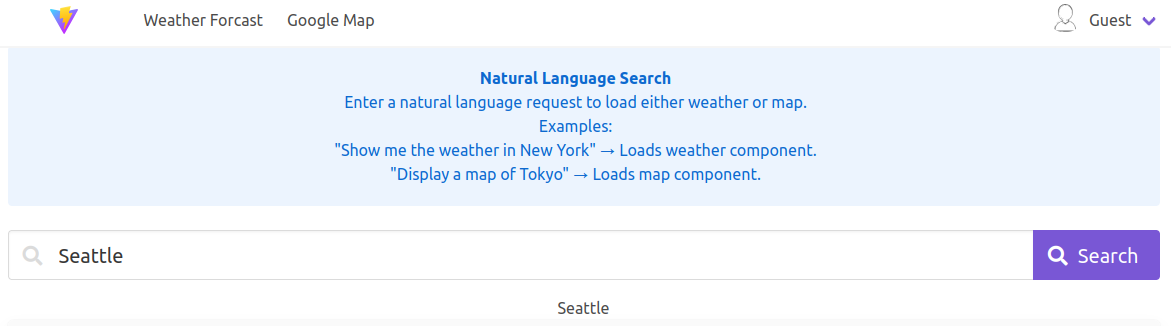 Weather Forcast Google Map Guest
Natural Language Search
Enter a natural language request to load either weather or map.
Examples:
"Show me the weather in New York" → Loads weather component.
"Display a map of Tokyo" → Loads map component.
Seattle Search
Seattle